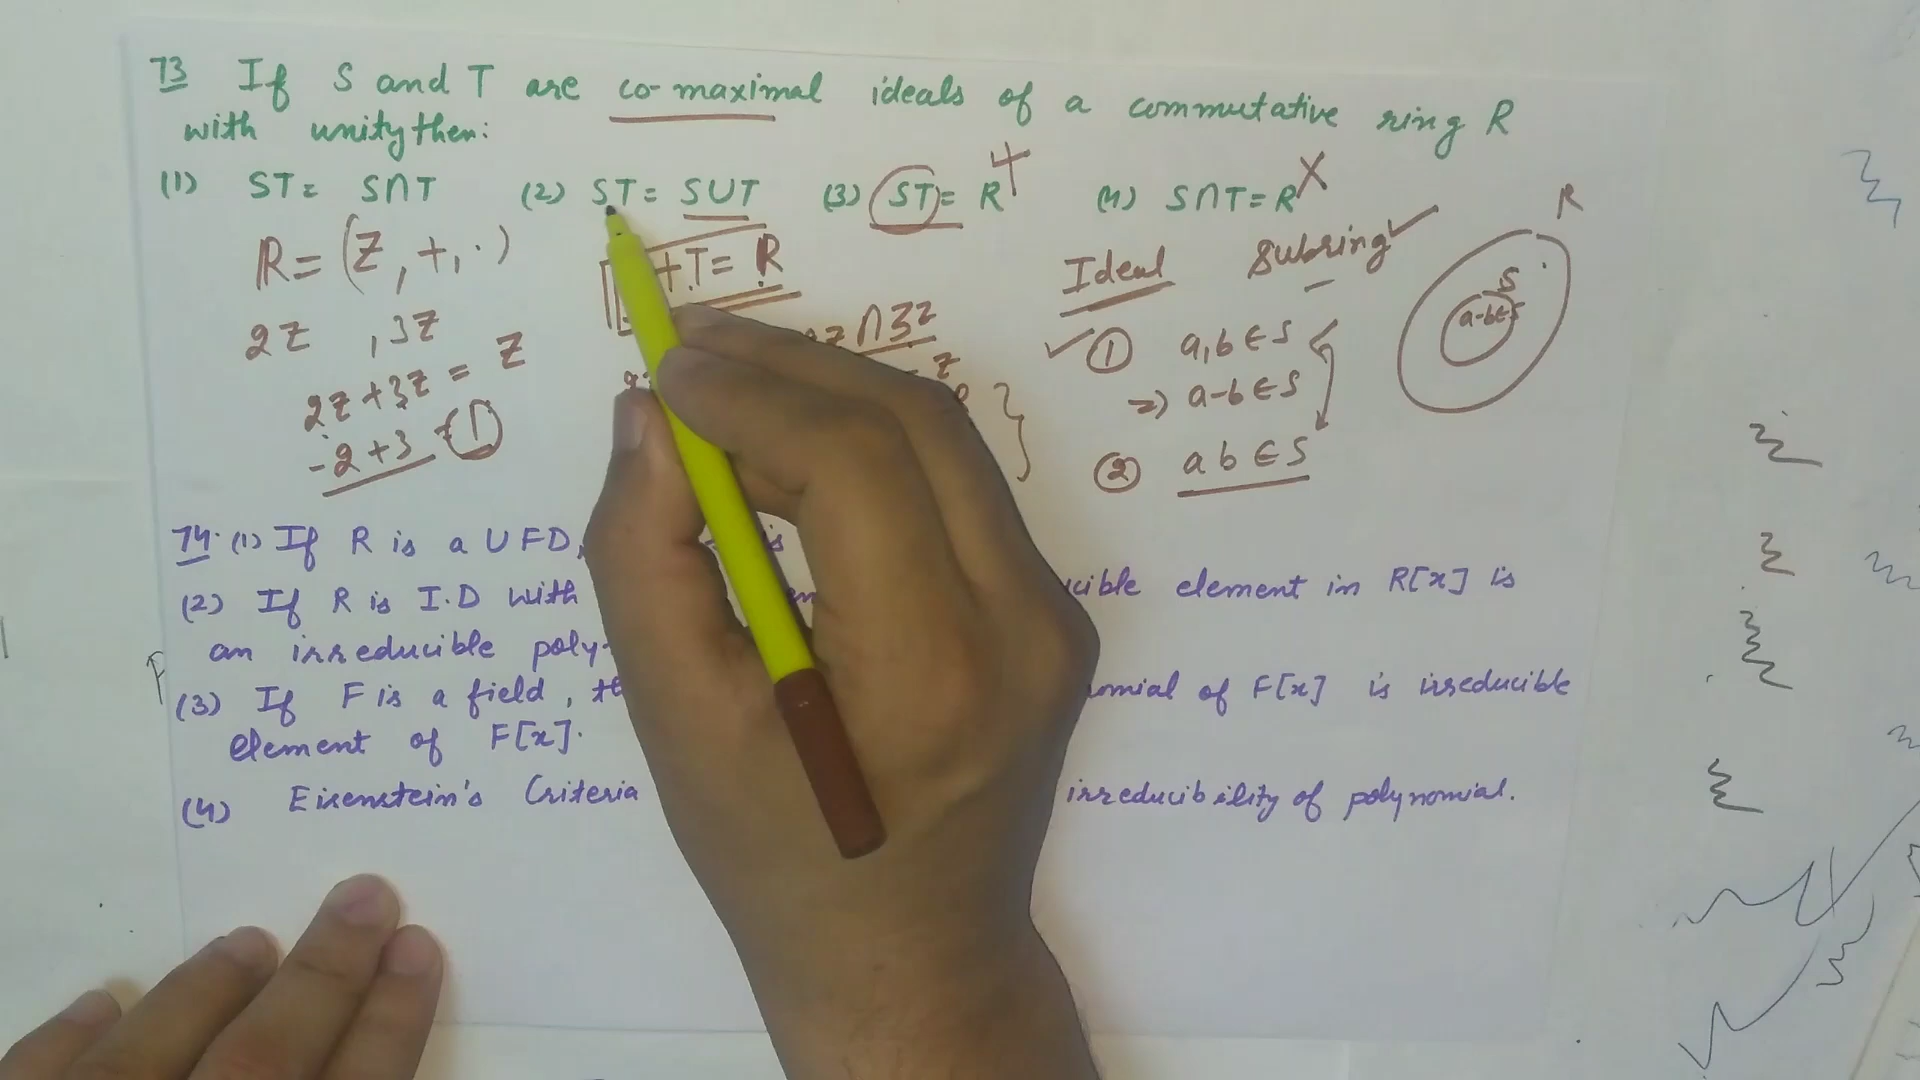 73 If S and T are co-maximal ideals of a commutative ring R
with unity then:
(1) ST = S∩T (2) ST = S∪T (3) ST = R (4) S∩T = R
R = (Z, +, ·)
+T = R
Ideal Subring
R
S
a-b∈S
2Z , 3Z
∩3Z
① a,b∈S
2Z+3Z = Z
⇒ a-b∈S
-2+3 = 1
② ab∈S
74. (1) If R is a UFD, is
(2) If R is I.D with element in R[x] is
an irreducible poly-
(3) If F is a field, of F[x] is irreducible
element of F[x].
(4) Eisenstein's Criteria irreducibility of polynomial.